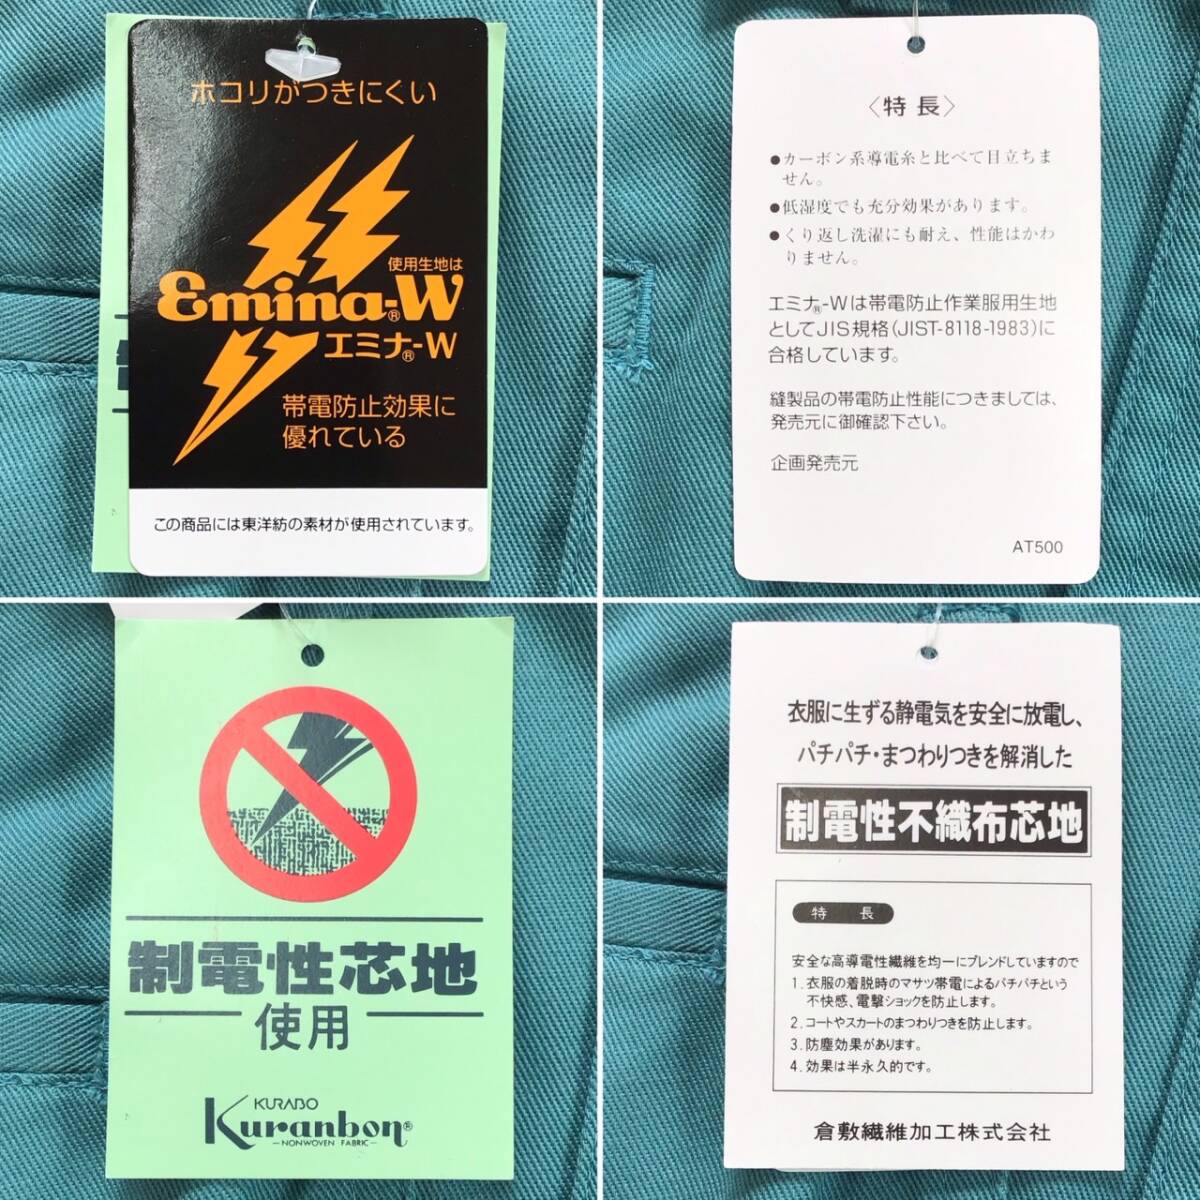 ホコリがつきにくい
使用生地は
Emina®-W
エミナ®-W
帯電防止効果に
優れている
この商品には東洋紡の素材が使用されています。
〈特長〉
●カーボン系導電糸と比べて目立ちま
せん。
●低湿度でも充分効果があります。
●くり返し洗濯にも耐え、性能はかわ
りません。
エミナ®-Wは帯電防止作業服用生地
としてJIS規格(JIST-8118-1983)に
合格しています。
縫製品の帯電防止性能につきましては、
発売元に御確認下さい。
企画発売元
AT500
制電性芯地
使用
KURABO
Kuranbon®
-NONWOVEN FABRIC-
衣服に生ずる静電気を安全に放電し、
パチパチ・まつわりつきを解消した
制電性不織布芯地
特 長
安全な高導電性繊維を均一にブレンドしていますので
1. 衣服の着脱時のマサツ帯電によるパチパチという
不快感、電撃ショックを防止します。
2. コートやスカートのまつわりつきを防止します。
3. 防塵効果があります。
4. 効果は半永久的です。
倉敷繊維加工株式会社